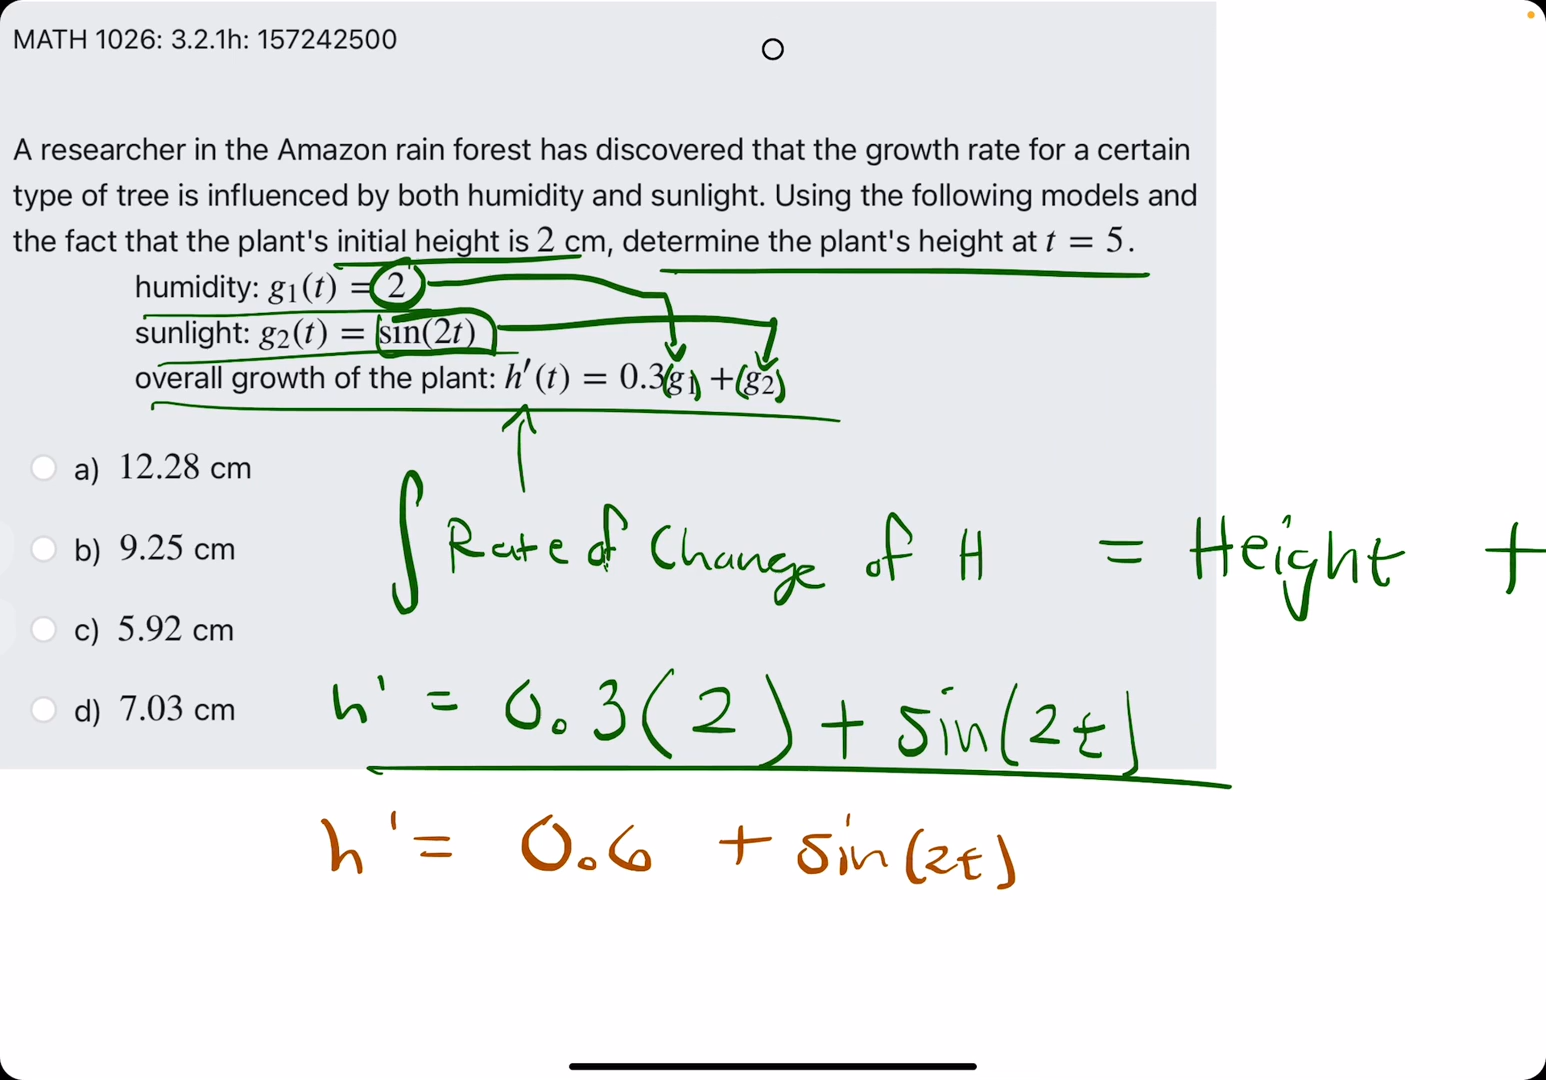 MATH 1026: 3.2.1h: 157242500
A researcher in the Amazon rain forest has discovered that the growth rate for a certain
type of tree is influenced by both humidity and sunlight. Using the following models and
the fact that the plant's initial height is 2 cm, determine the plant's height at t = 5.
humidity: g₁(t) = 2
sunlight: g₂(t) = sin(2t)
overall growth of the plant: h′(t) = 0.3(g₁) + (g₂)
a) 12.28 cm
b) 9.25 cm
c) 5.92 cm
d) 7.03 cm
∫ Rate of Change of H = Height +
h' = 0.3(2) + sin(2t)
h' = 0.6 + sin(2t)